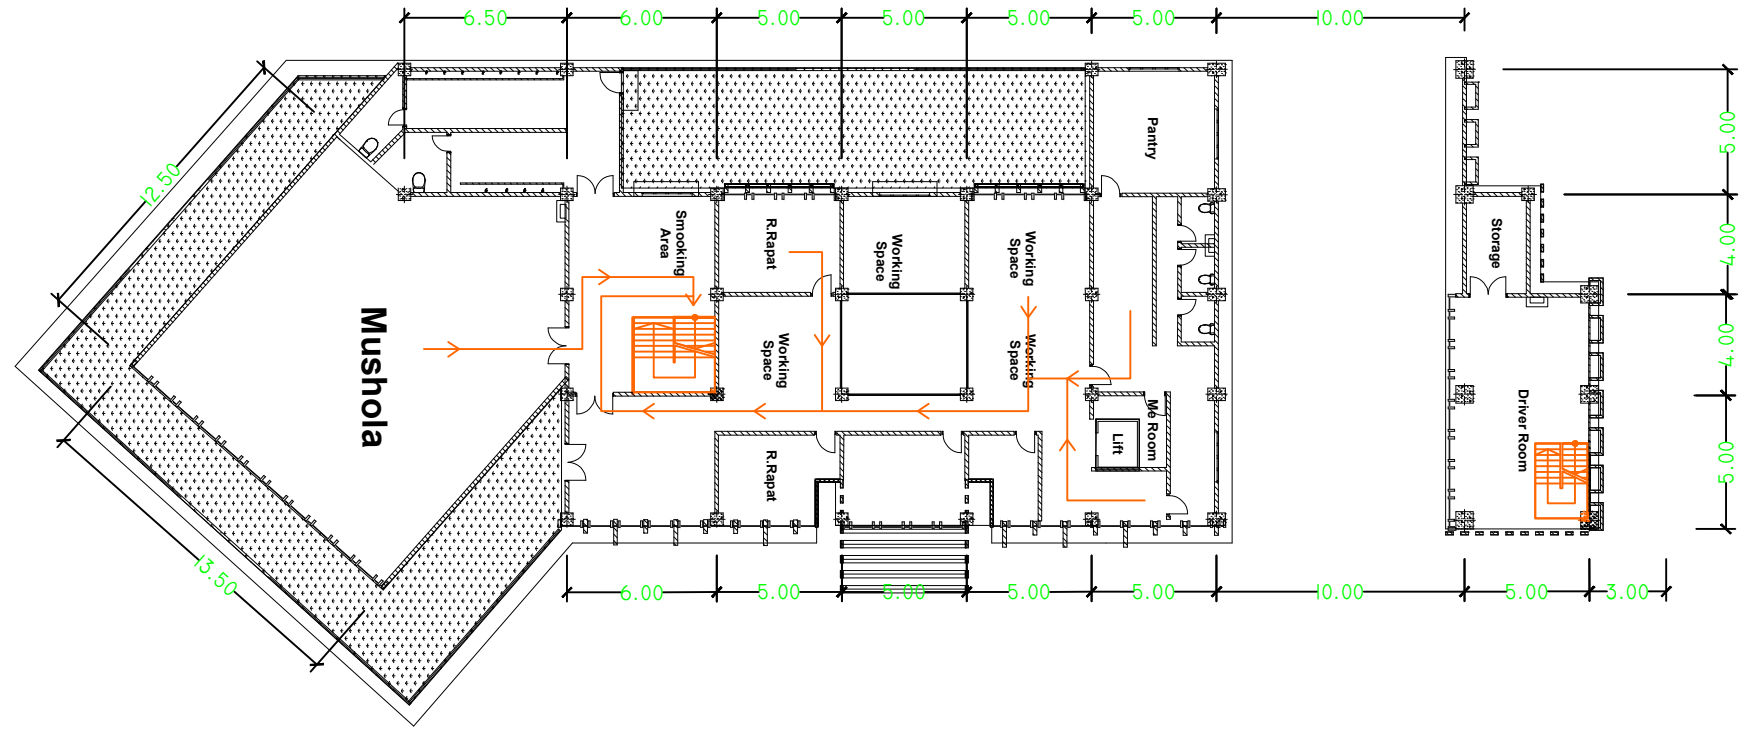 6.50
6.00
5.00
5.00
5.00
5.00
10.00
12.50
13.50
Mushola
Smooking
Area
R.Rapat
Working
Space
Working
Space
Pantry
Working
Space
Working
Space
R.Rapat
Me Room
Lift
Storage
Driver Room
5.00
4.00
4.00
5.00
6.00
5.00
5.00
5.00
5.00
10.00
5.00
3.00